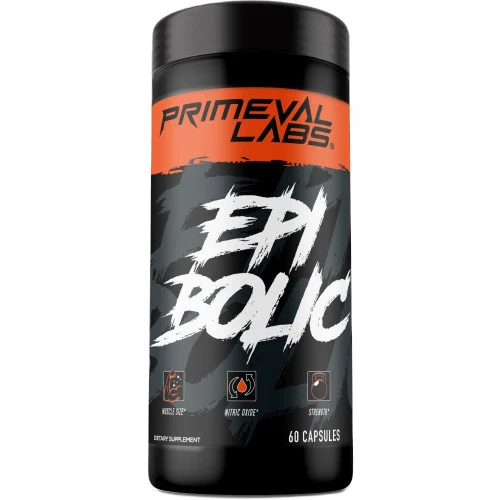 PRIMEVAL
LABS®
EPI
BOLIC
MUSCLE SIZE* NITRIC OXIDE* STRENGTH*
DIETARY SUPPLEMENT 60 CAPSULES